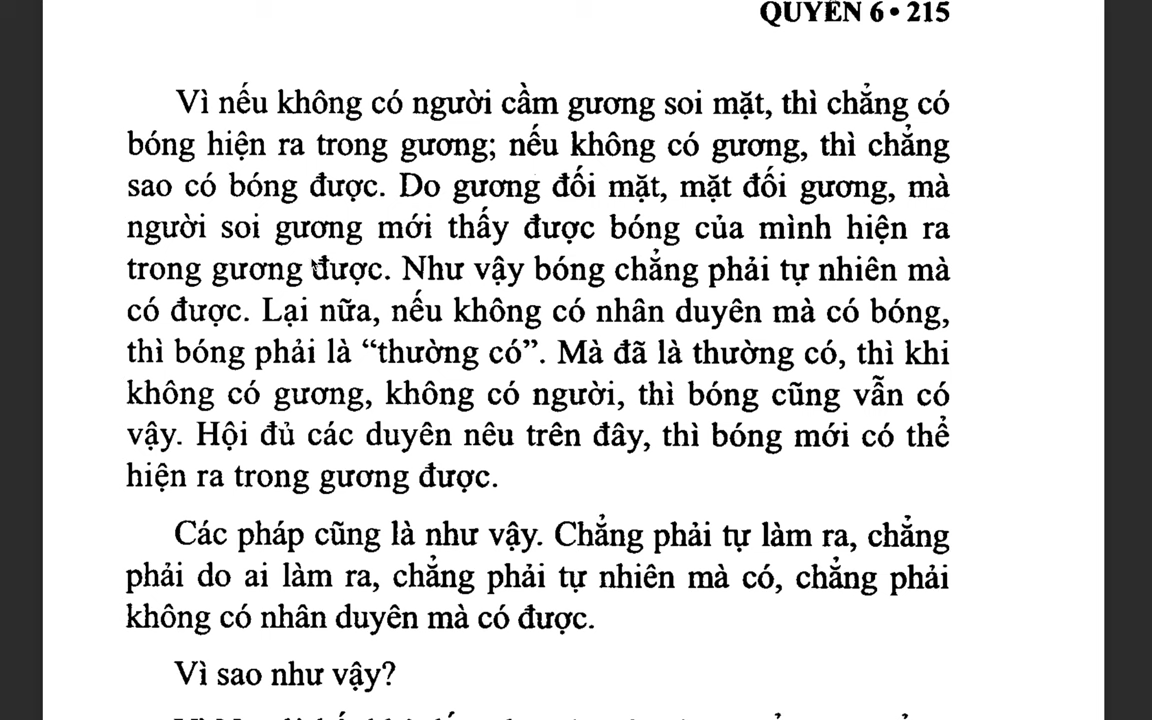 QUYỂN 6 • 215
Vì nếu không có người cầm gương soi mặt, thì chẳng có
bóng hiện ra trong gương; nếu không có gương, thì chẳng
sao có bóng được. Do gương đối mặt, mặt đối gương, mà
người soi gương mới thấy được bóng của mình hiện ra
trong gương được. Như vậy bóng chẳng phải tự nhiên mà
có được. Lại nữa, nếu không có nhân duyên mà có bóng,
thì bóng phải là “thường có”. Mà đã là thường có, thì khi
không có gương, không có người, thì bóng cũng vẫn có
vậy. Hội đủ các duyên nêu trên đây, thì bóng mới có thể
hiện ra trong gương được.
Các pháp cũng là như vậy. Chẳng phải tự làm ra, chẳng
phải do ai làm ra, chẳng phải tự nhiên mà có, chẳng phải
không có nhân duyên mà có được.
Vì sao như vậy?